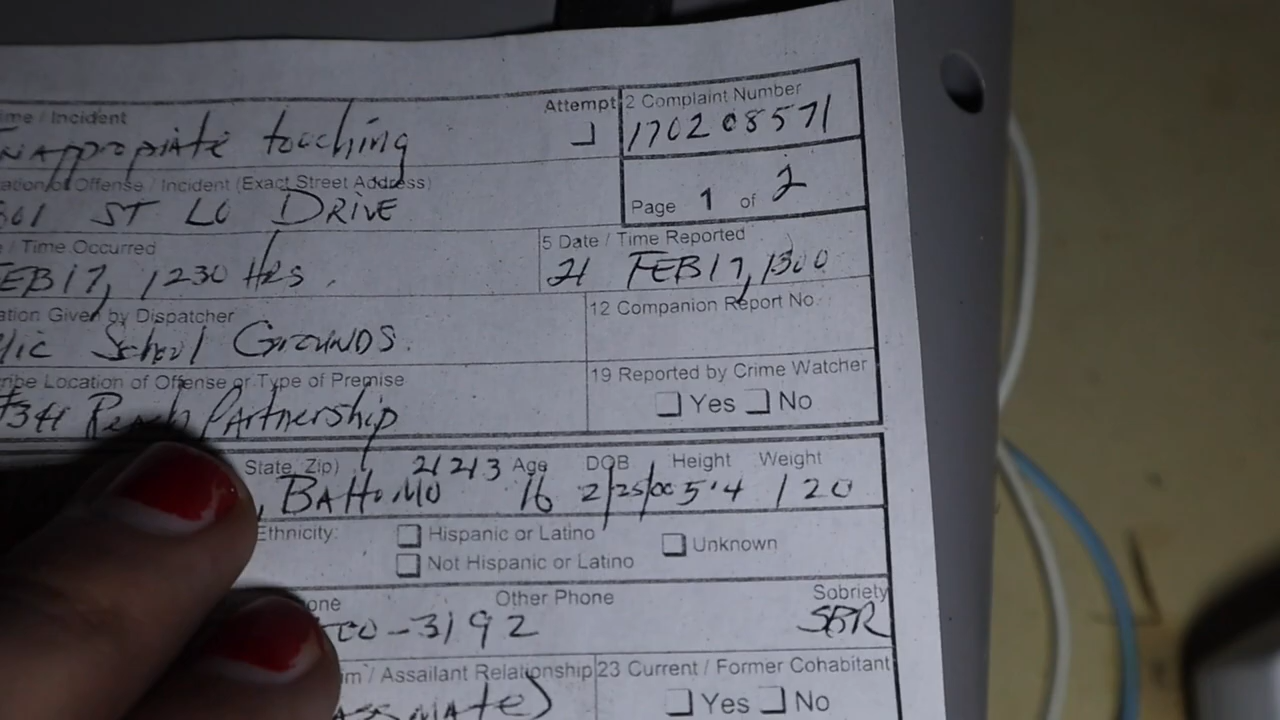 me / Incident Attempt 2 Complaint Number
Inappropiate touching 170208571
ation of Offense / Incident (Exact Street Address)
301 ST LO DRIVE Page 1 of 2
/ Time Occurred 5 Date / Time Reported
FEB 17, 1230 Hrs. 21 FEB 17, 1300
ation Given by Dispatcher 12 Companion Report No.
lic School Grounds.
ribe Location of Offense or Type of Premise 19 Reported by Crime Watcher
#341 Reach Partnership Yes No
State, Zip) Age DOB Height Weight
, Balto. MD 21213 16 2/25/00 5'4 120
Ethnicity: Hispanic or Latino Unknown
Not Hispanic or Latino
one Other Phone Sobriety
00-3192 SBR
m / Assailant Relationship 23 Current / Former Cohabitant
assmate) Yes No